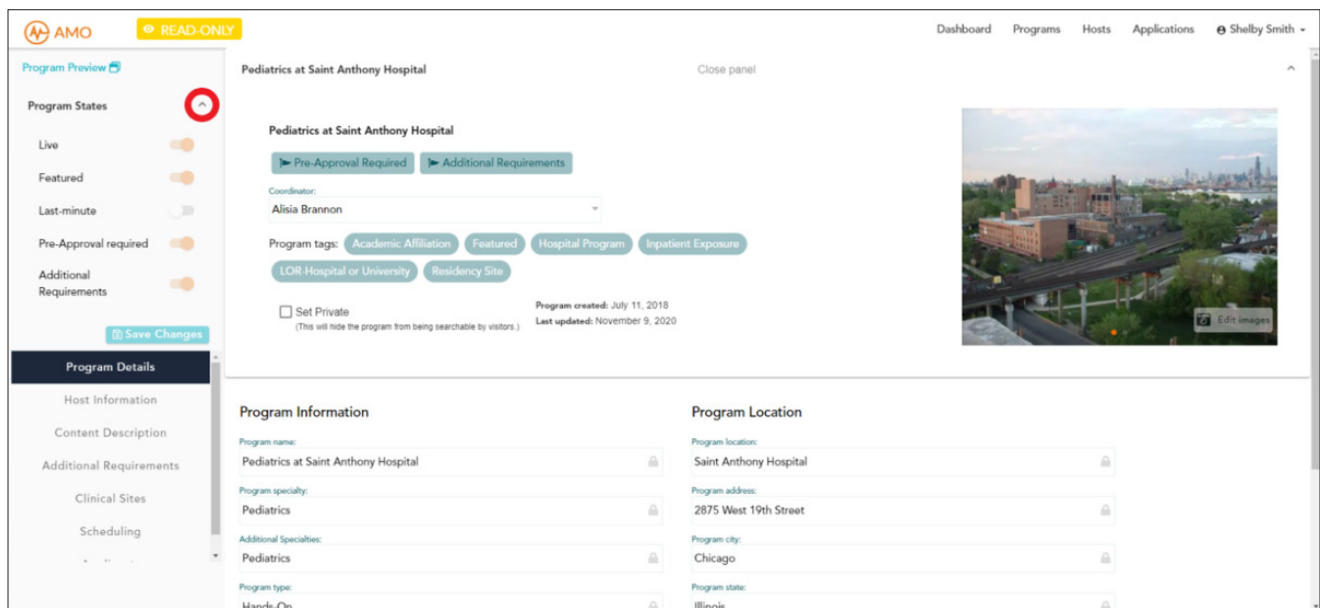 AMO
READ-ONLY
Dashboard Programs Hosts Applications Shelby Smith
Program Preview
Program States
Live
Featured
Last-minute
Pre-Approval required
Additional
Requirements
Save Changes
Program Details
Host Information
Content Description
Additional Requirements
Clinical Sites
Scheduling
Pediatrics at Saint Anthony Hospital
Close panel
Pediatrics at Saint Anthony Hospital
Pre-Approval Required Additional Requirements
Coordinator:
Alisia Brannon
Program tags: Academic Affiliation Featured Hospital Program Inpatient Exposure
LOR-Hospital or University Residency Site
Set Private
(This will hide the program from being searchable by visitors.)
Program created: July 11, 2018
Last updated: November 9, 2020
Edit images
Program Information
Program name:
Pediatrics at Saint Anthony Hospital
Program specialty:
Pediatrics
Additional Specialties:
Pediatrics
Program type:
Hands-On
Program Location
Program location:
Saint Anthony Hospital
Program address:
2875 West 19th Street
Program city:
Chicago
Program state:
Illinois